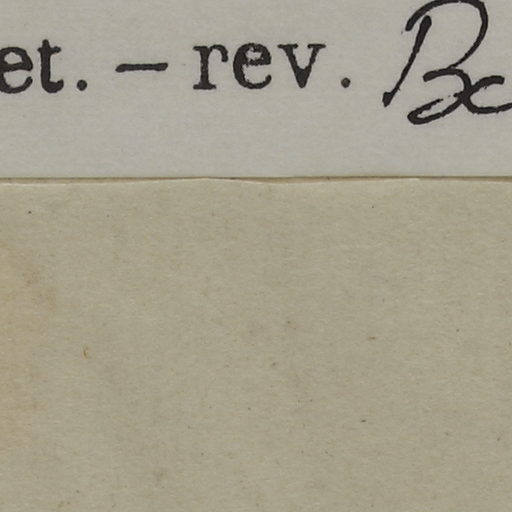 et. – rev.